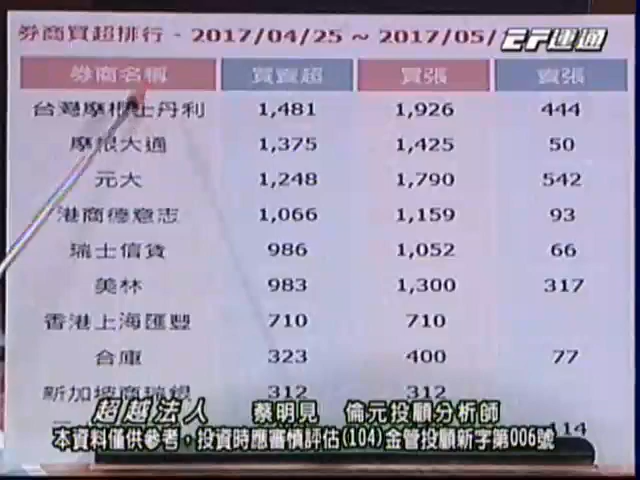 券商買超排行 - 2017/04/25 ~ 2017/05/
EF運通
券商名稱 買賣超 買張 賣張
台灣摩根士丹利 1,481 1,926 444
摩根大通 1,375 1,425 50
元大 1,248 1,790 542
港商德意志 1,066 1,159 93
瑞士信貸 986 1,052 66
美林 983 1,300 317
香港上海匯豐 710 710
合庫 323 400 77
新加坡商瑞銀 312 312
114
超越法人 蔡明見 倫元投顧分析師
本資料僅供參考，投資時應審慎評估(104)金管投顧新字第006號